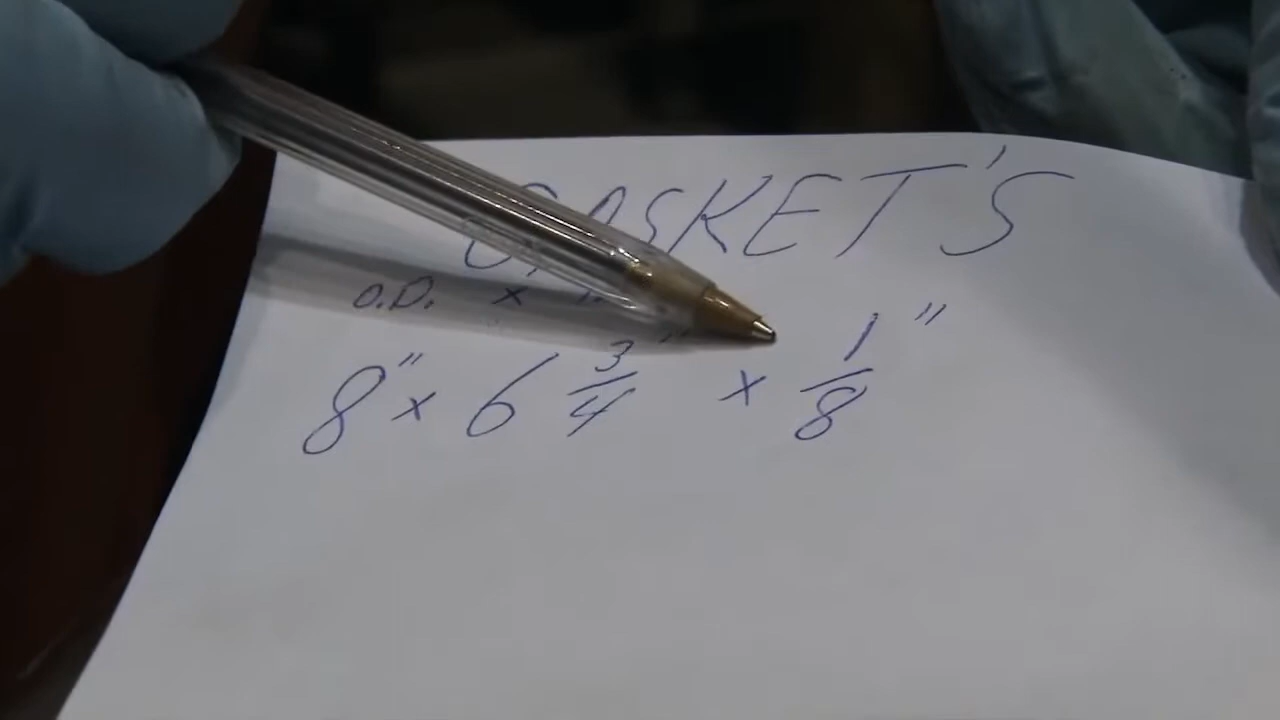 GASKET'S
O.D. x
8" x 6 3/4" x 1/8"